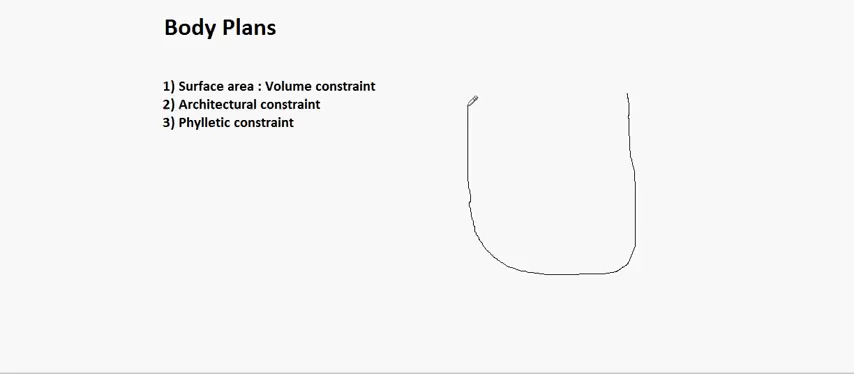 Body Plans
1) Surface area : Volume constraint
2) Architectural constraint
3) Phylletic constraint